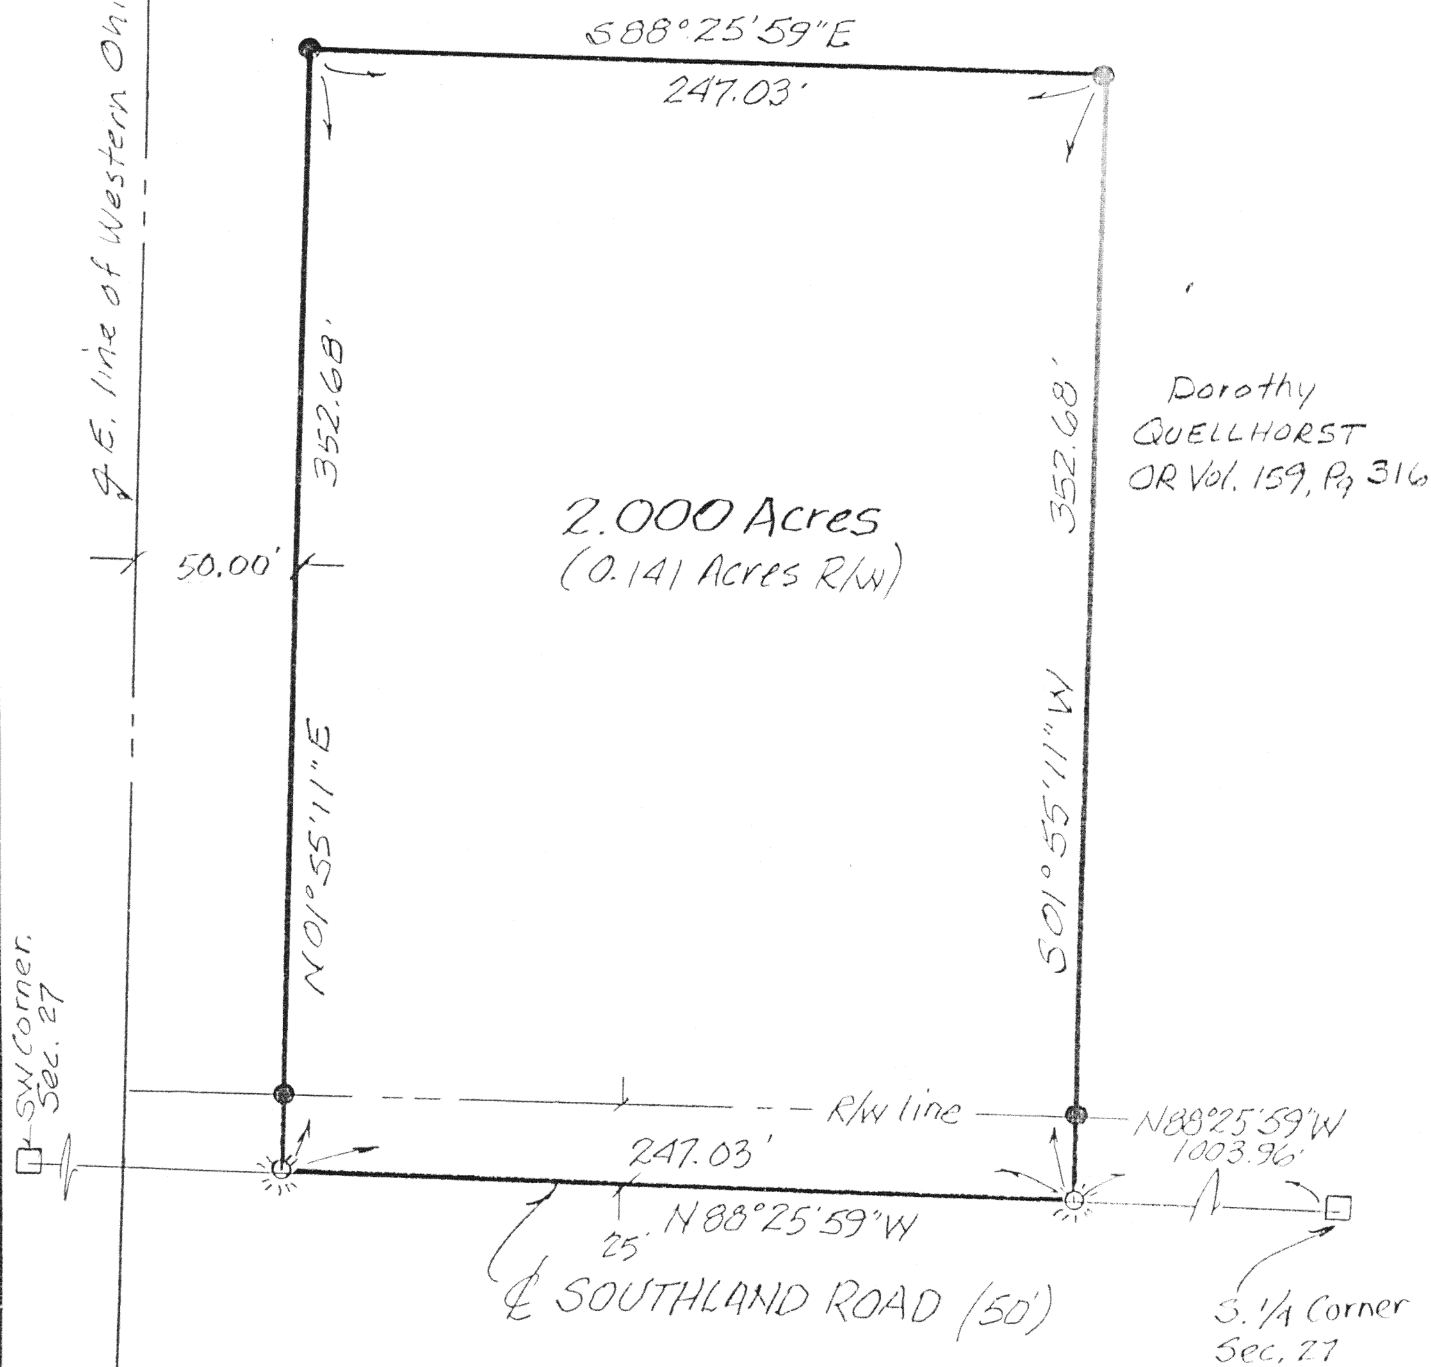 S88°25'59"E
247.03'
E. line of Western
352.68'
352.68'
Dorothy
QUELLHORST
OR Vol. 159, Pg 316
2.000 Acres
(0.141 Acres R/W)
50.00'
N01°55'11"E
S01°55'11"W
SW Corner.
Sec. 27
R/W line
N88°25'59"W
1003.96'
247.03'
N88°25'59"W
25'
℄ SOUTHLAND ROAD (50')
S. 1/4 Corner
Sec. 27